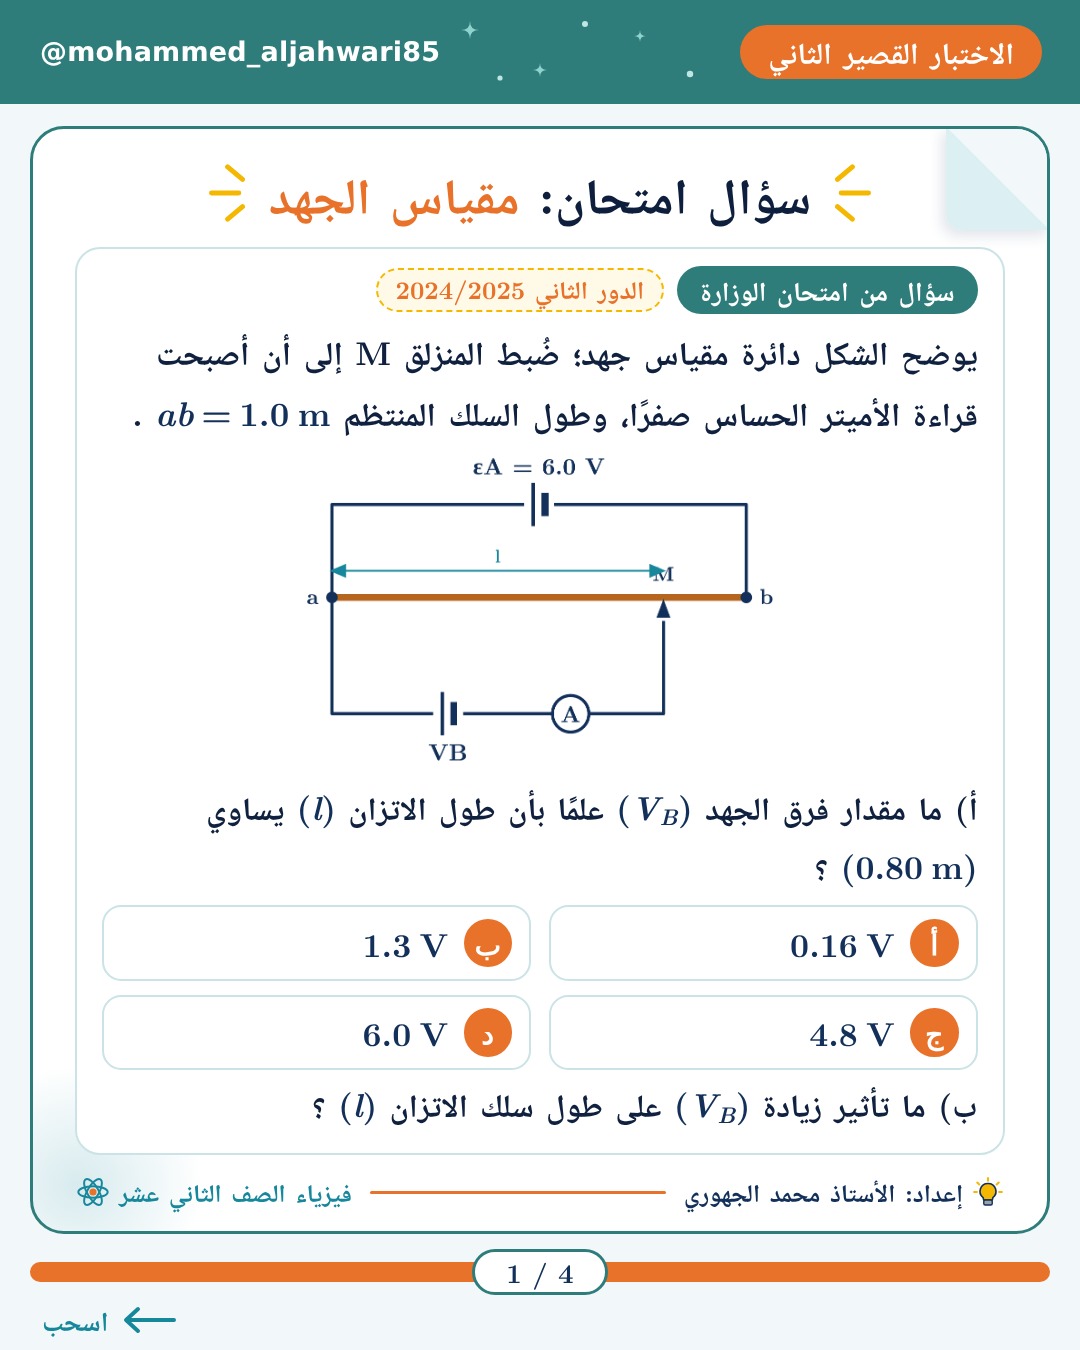 @mohammed_aljahwari85
الاختبار القصير الثاني
سؤال امتحان: مقياس الجهد
سؤال من امتحان الوزارة
الدور الثاني 2024/2025
يوضح الشكل دائرة مقياس جهد؛ ضُبط المنزلق M إلى أن أصبحت
قراءة الأميتر الحساس صفرًا، وطول السلك المنتظم ab = 1.0 m .
εA = 6.0 V
l
M
a
b
A
VB
أ) ما مقدار فرق الجهد (V_B) علمًا بأن طول الاتزان (l) يساوي
(0.80 m) ؟
أ 0.16 V
ب 1.3 V
ج 4.8 V
د 6.0 V
ب) ما تأثير زيادة (V_B) على طول سلك الاتزان (l) ؟
إعداد: الأستاذ محمد الجهوري
فيزياء الصف الثاني عشر
1 / 4
اسحب